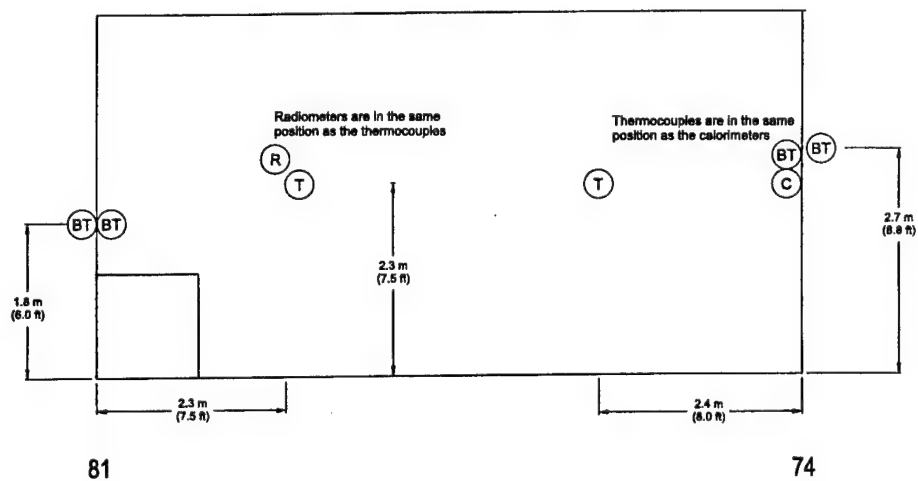 Radiometers are in the same
position as the thermocouples
Thermocouples are in the same
position as the calorimeters
R
T
T
BT
BT
C
BT
BT
2.7 m
(8.8 ft)
2.3 m
(7.5 ft)
1.8 m
(6.0 ft)
2.3 m
(7.5 ft)
2.4 m
(8.0 ft)
81
74